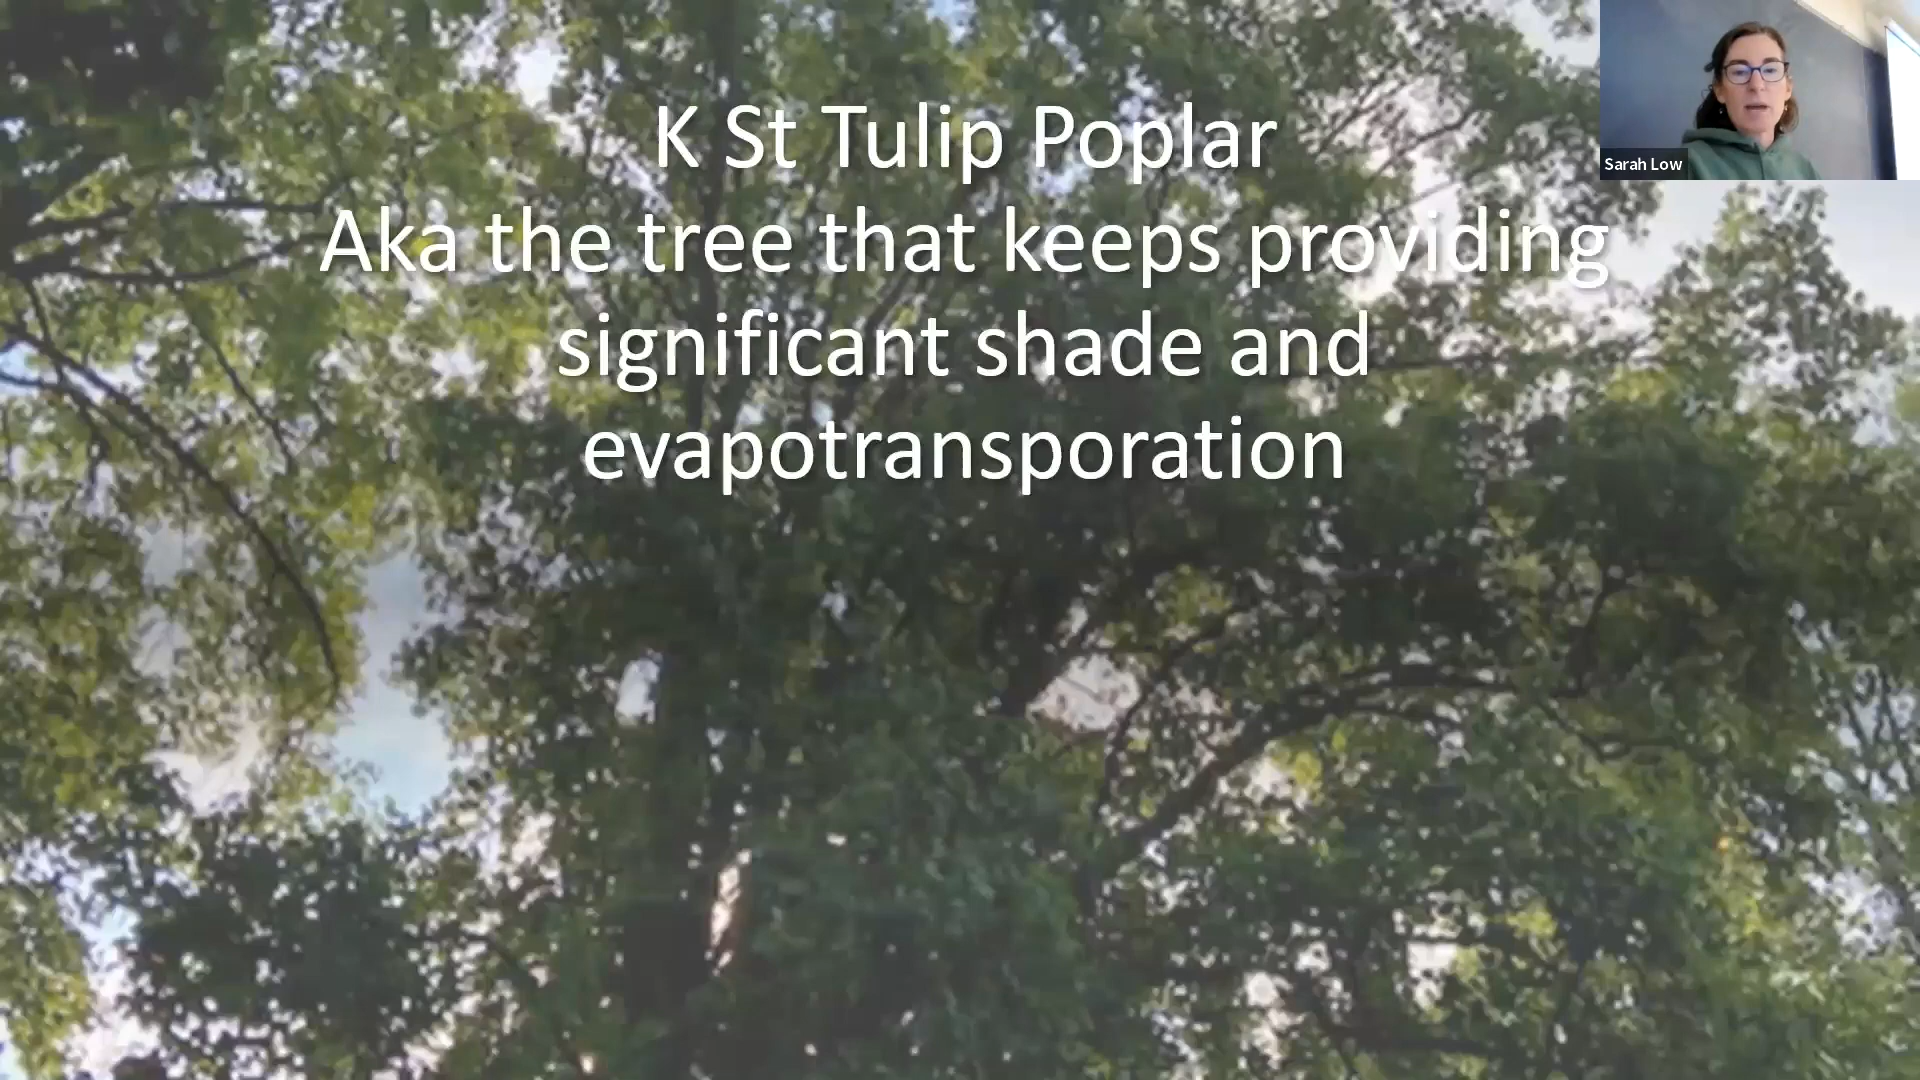 K St Tulip Poplar
Aka the tree that keeps providing
significant shade and
evapotransporation
Sarah Low